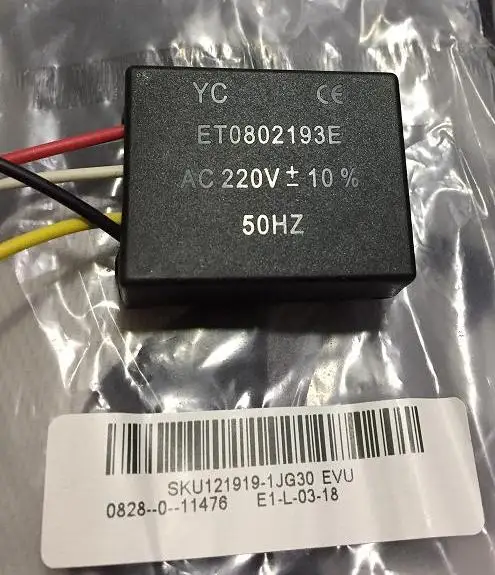 YC CE
ET0802193E
AC 220V ± 10 %
50HZ
SKU121919-1JG30 EVU
0828--0--11476 E1-L-03-18